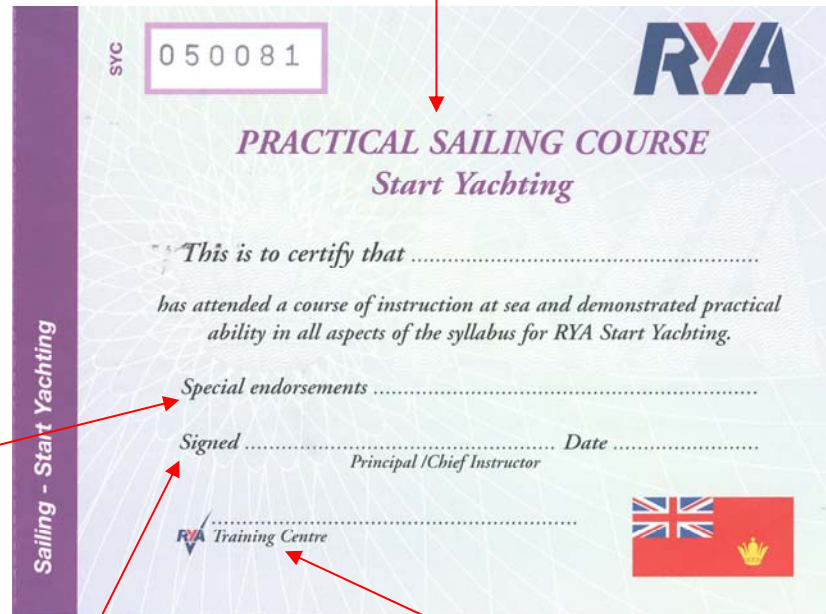 SYC 050081 RYA
PRACTICAL SAILING COURSE
Start Yachting
This is to certify that ..........................................................
has attended a course of instruction at sea and demonstrated practical
ability in all aspects of the syllabus for RYA Start Yachting.
Special endorsements ................................................................
Signed .................................................... Date ........................
Principal /Chief Instructor
.............................................................
RYA Training Centre
Sailing - Start Yachting